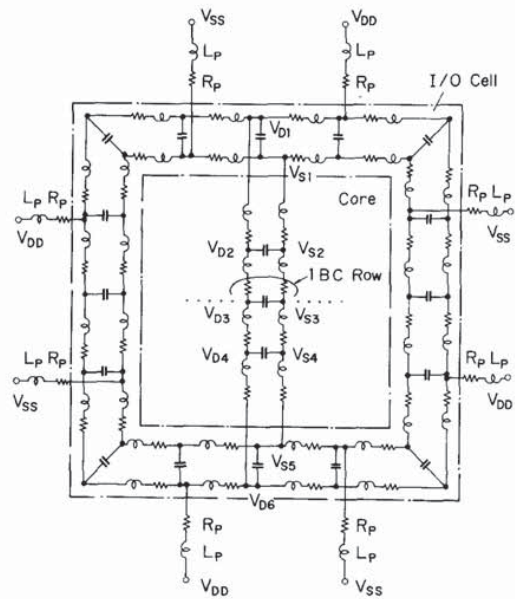 VSS
VDD
LP
LP
RP
RP
I/O Cell
VD1
VS1
Core
LP RP
VDD
RP LP
VSS
VD2
VS2
1BC Row
VD3
VS3
VD4
VS4
LP RP
VSS
RP LP
VDD
VS5
VD6
RP
RP
LP
LP
VDD
VSS